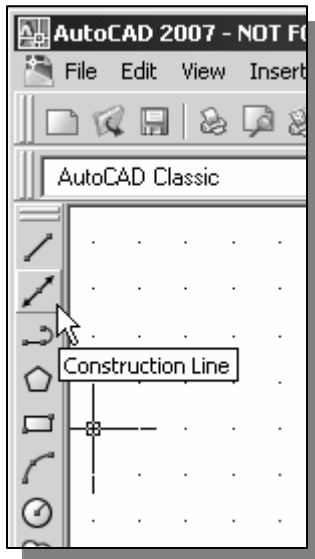 AutoCAD 2007 - NOT F
File Edit View Insert
AutoCAD Classic
Construction Line